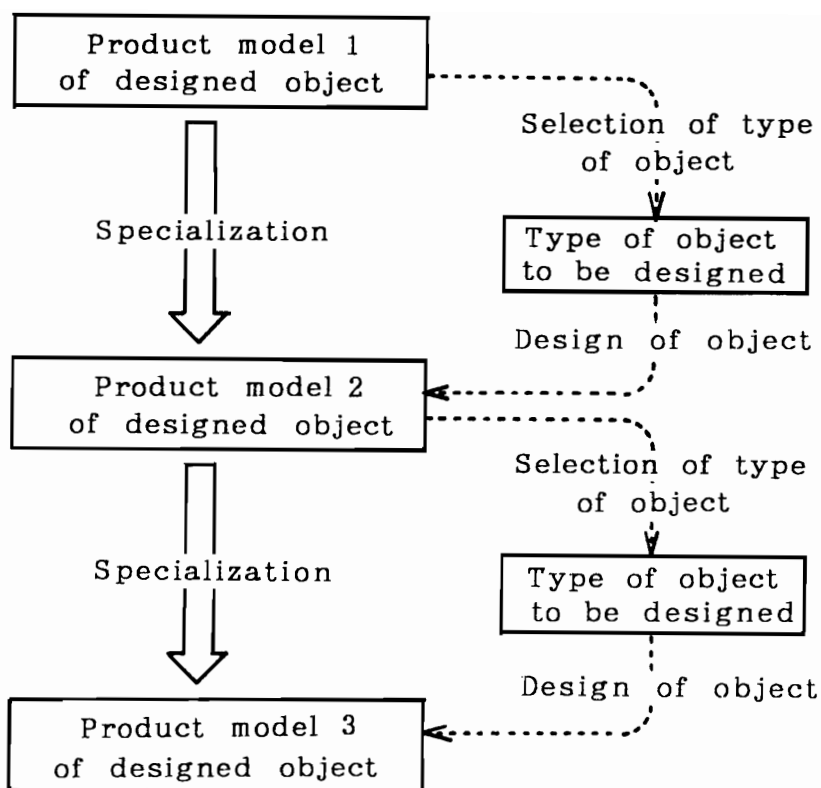 Product model 1
of designed object
Selection of type
of object
Specialization
Type of object
to be designed
Design of object
Product model 2
of designed object
Selection of type
of object
Specialization
Type of object
to be designed
Design of object
Product model 3
of designed object